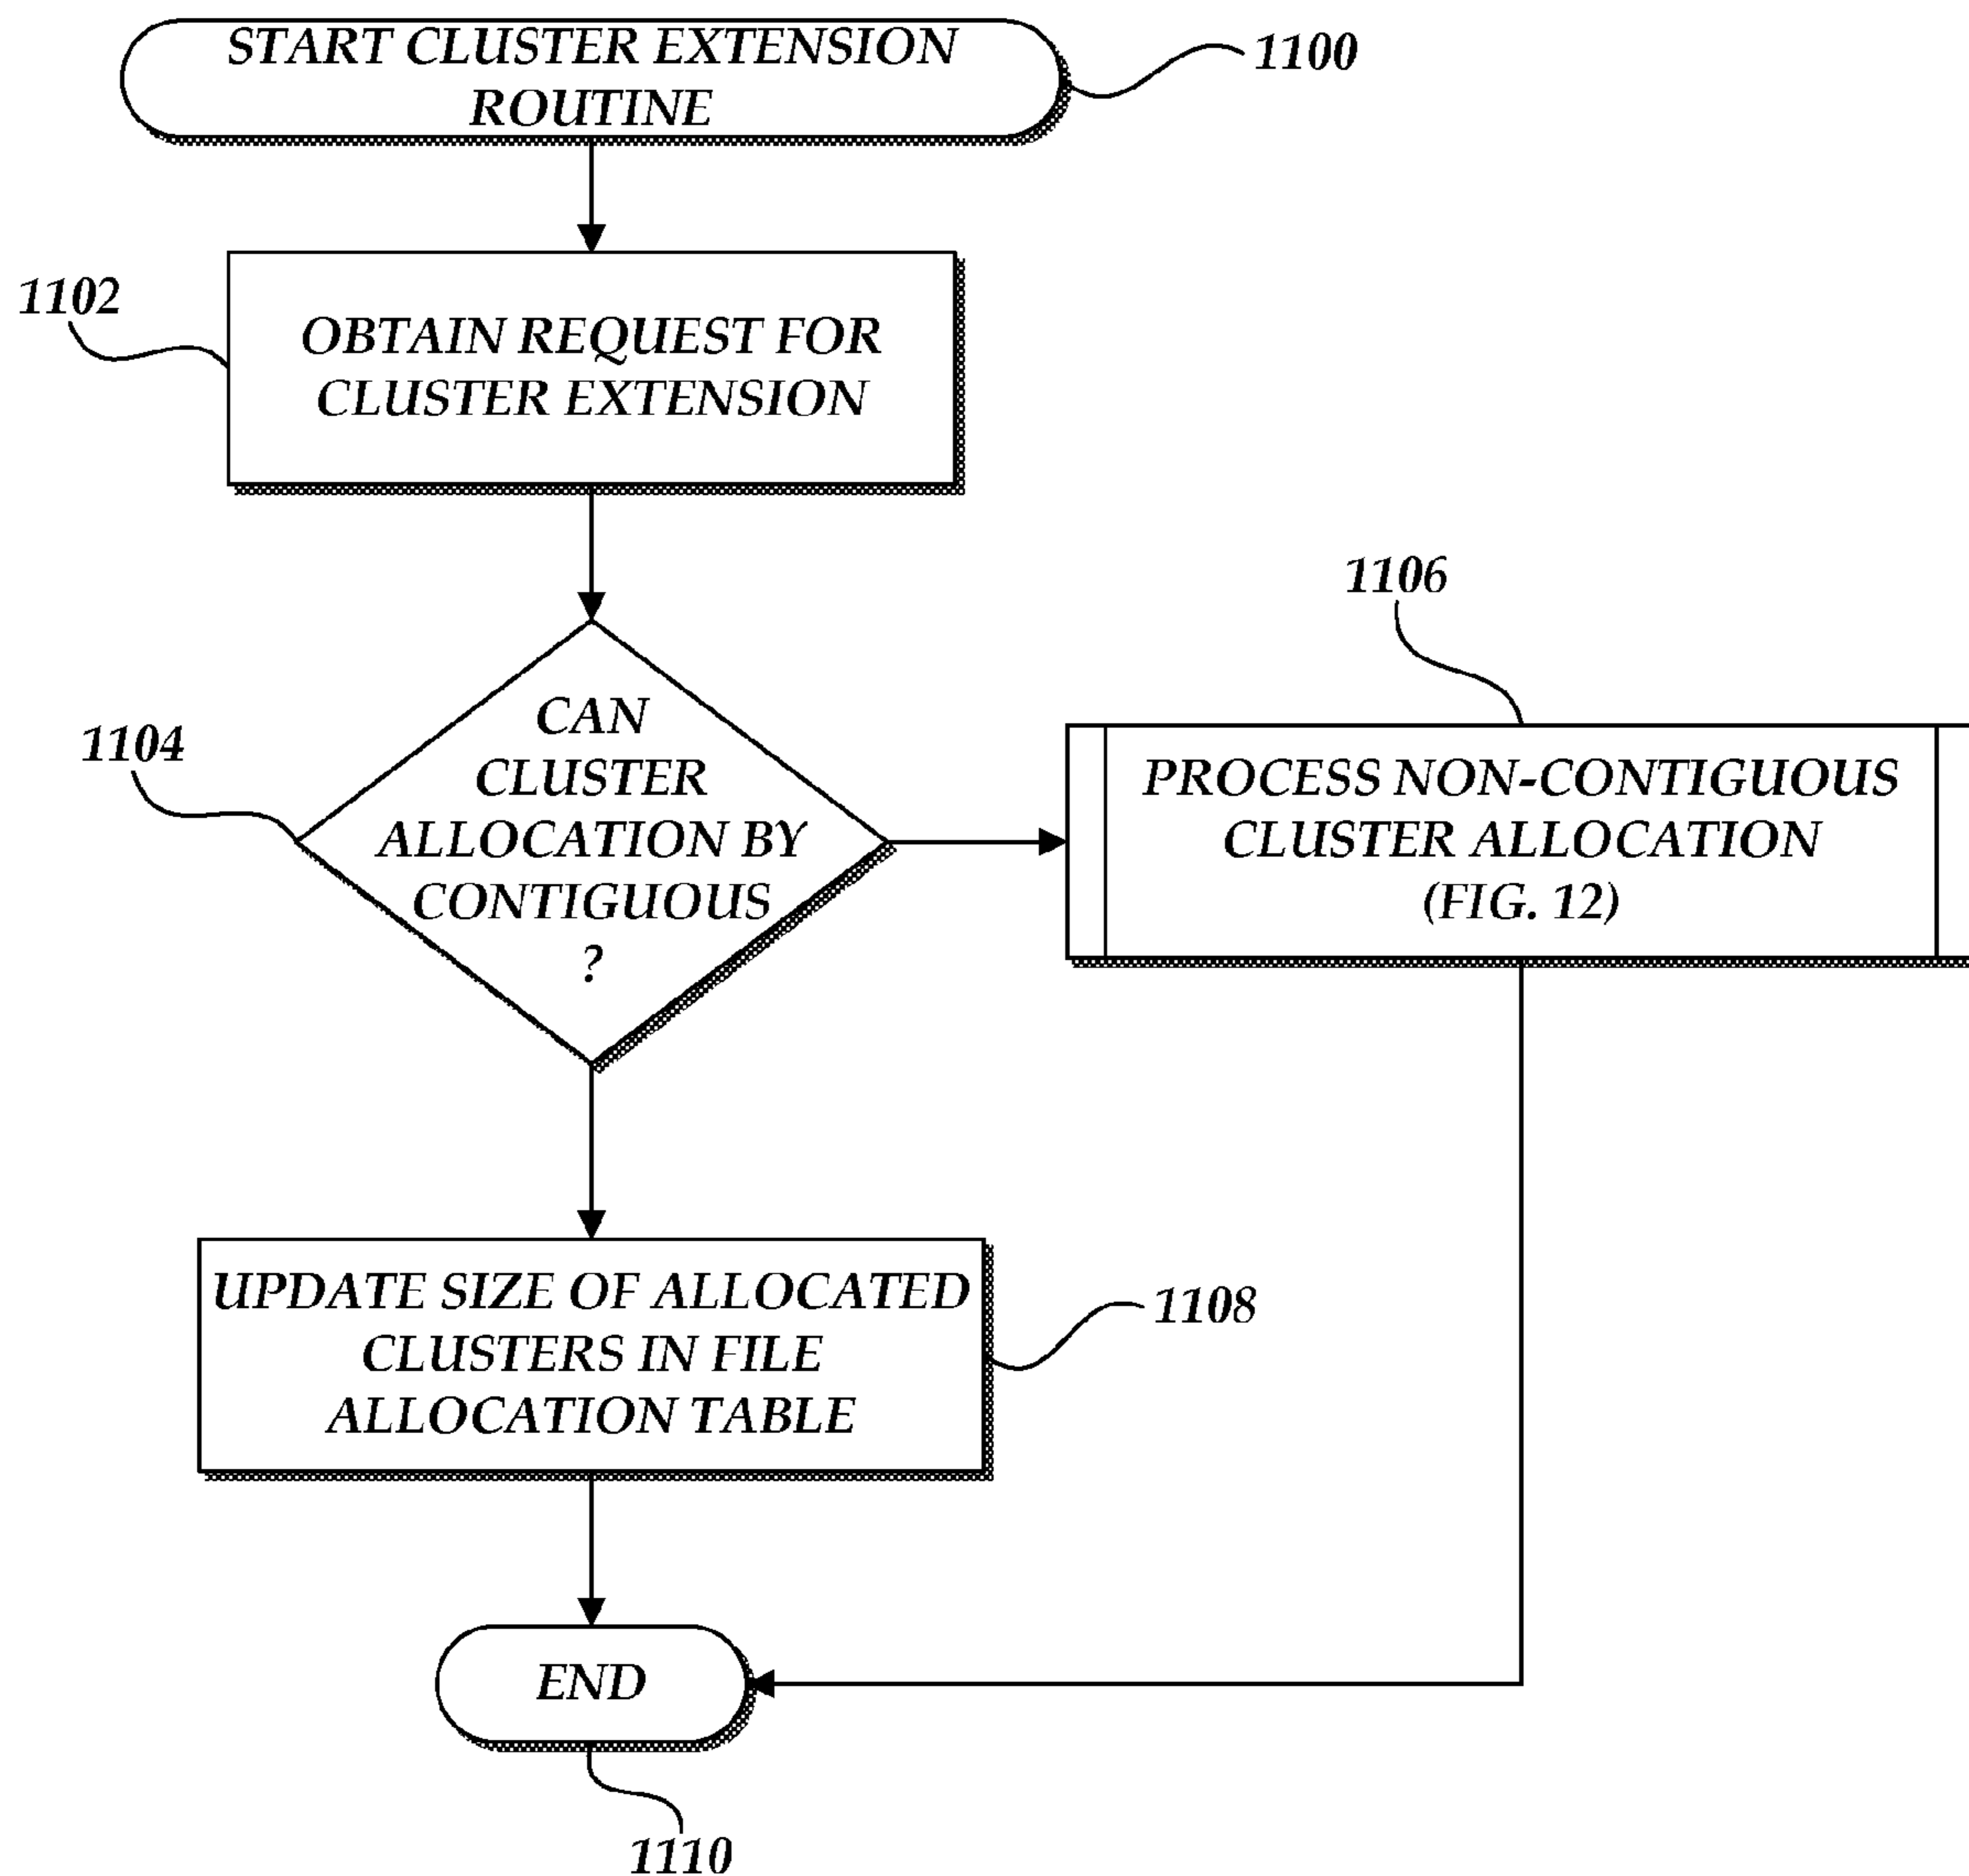 START CLUSTER EXTENSION
ROUTINE
1100
1102
OBTAIN REQUEST FOR
CLUSTER EXTENSION
1104
CAN
CLUSTER
ALLOCATION BY
CONTIGUOUS
?
1106
PROCESS NON-CONTIGUOUS
CLUSTER ALLOCATION
(FIG. 12)
UPDATE SIZE OF ALLOCATED
CLUSTERS IN FILE
ALLOCATION TABLE
1108
END
1110